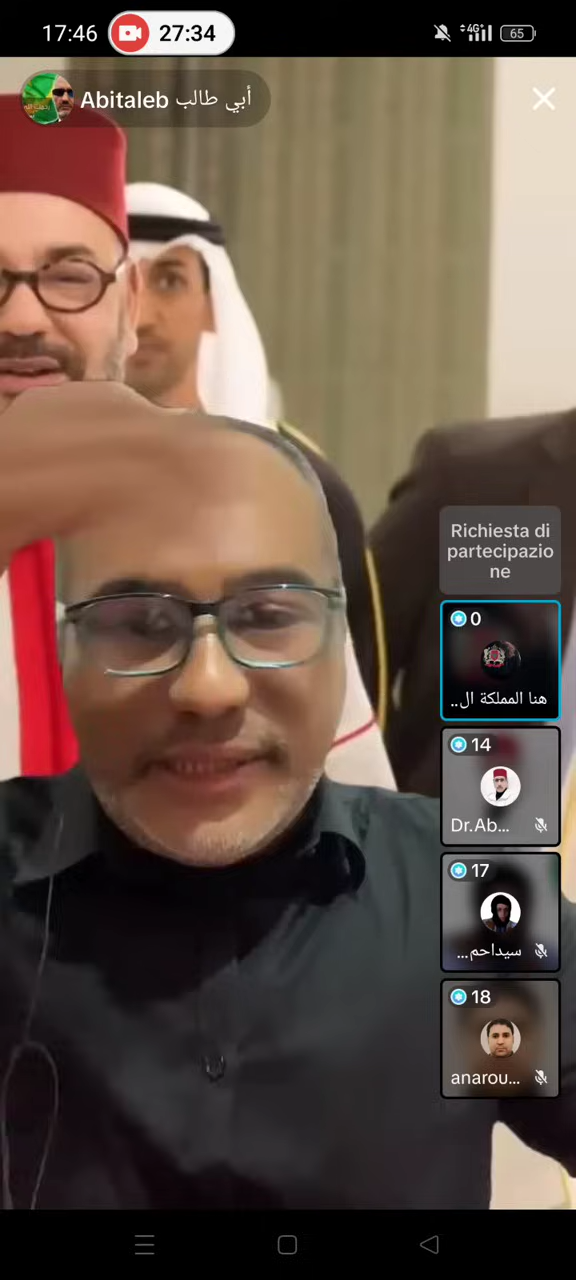 17:46
27:34
4G+
65
Abitaleb أبي طالب
Richiesta di
partecipazio
ne
0
هنا المملكة ال..
14
Dr.Ab...
17
سيداحم...
18
anarou...